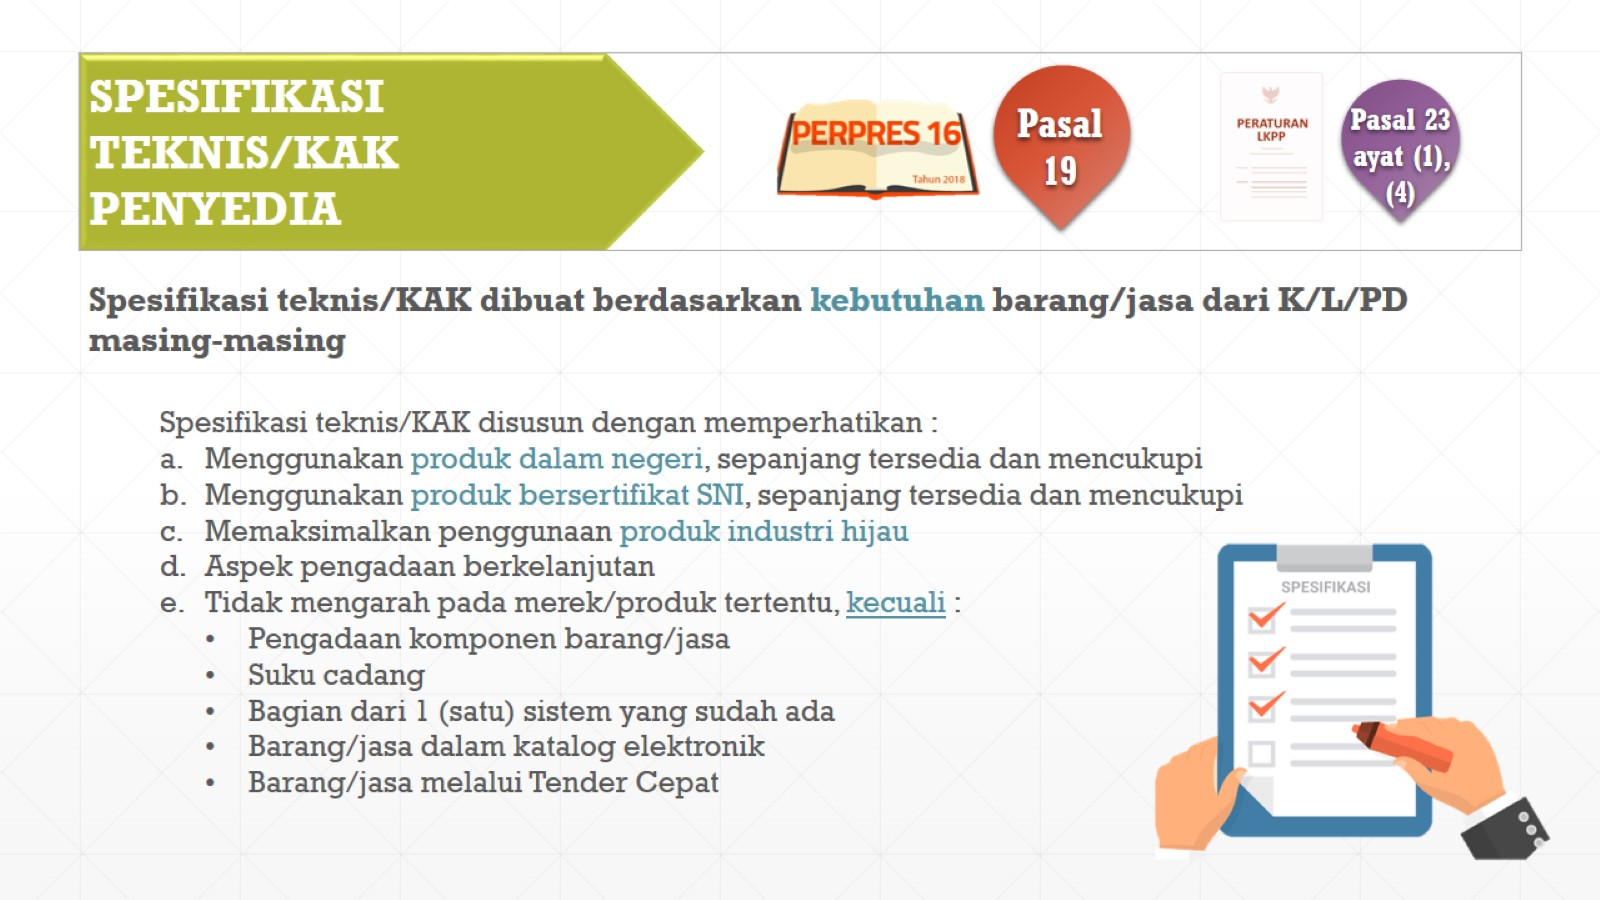 SPESIFIKASI
TEKNIS/KAK
PENYEDIA
PERPRES 16
Tahun 2018
Pasal
19
PERATURAN
LKPP
Pasal 23
ayat (1),
(4)
Spesifikasi teknis/KAK dibuat berdasarkan kebutuhan barang/jasa dari K/L/PD
masing-masing
Spesifikasi teknis/KAK disusun dengan memperhatikan :
a. Menggunakan produk dalam negeri, sepanjang tersedia dan mencukupi
b. Menggunakan produk bersertifikat SNI, sepanjang tersedia dan mencukupi
c. Memaksimalkan penggunaan produk industri hijau
d. Aspek pengadaan berkelanjutan
e. Tidak mengarah pada merek/produk tertentu, kecuali :
• Pengadaan komponen barang/jasa
• Suku cadang
• Bagian dari 1 (satu) sistem yang sudah ada
• Barang/jasa dalam katalog elektronik
• Barang/jasa melalui Tender Cepat
SPESIFIKASI